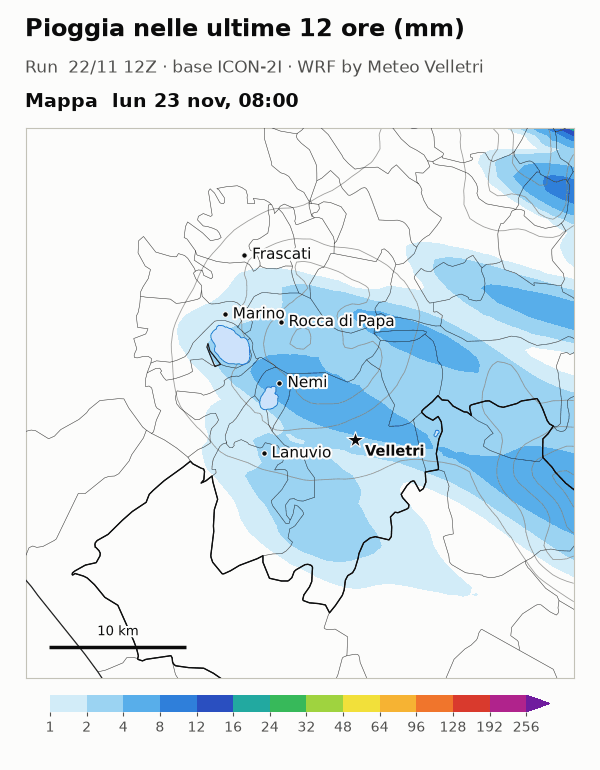 Pioggia nelle ultime 12 ore (mm)
Run  22/11 12Z · base ICON-2I · WRF by Meteo Velletri
Mappa  lun 23 nov, 08:00
Frascati
Marino
Rocca di Papa
Nemi
Velletri
Lanuvio
10 km
1 2 4 8 12 16 24 32 48 64 96 128 192 256